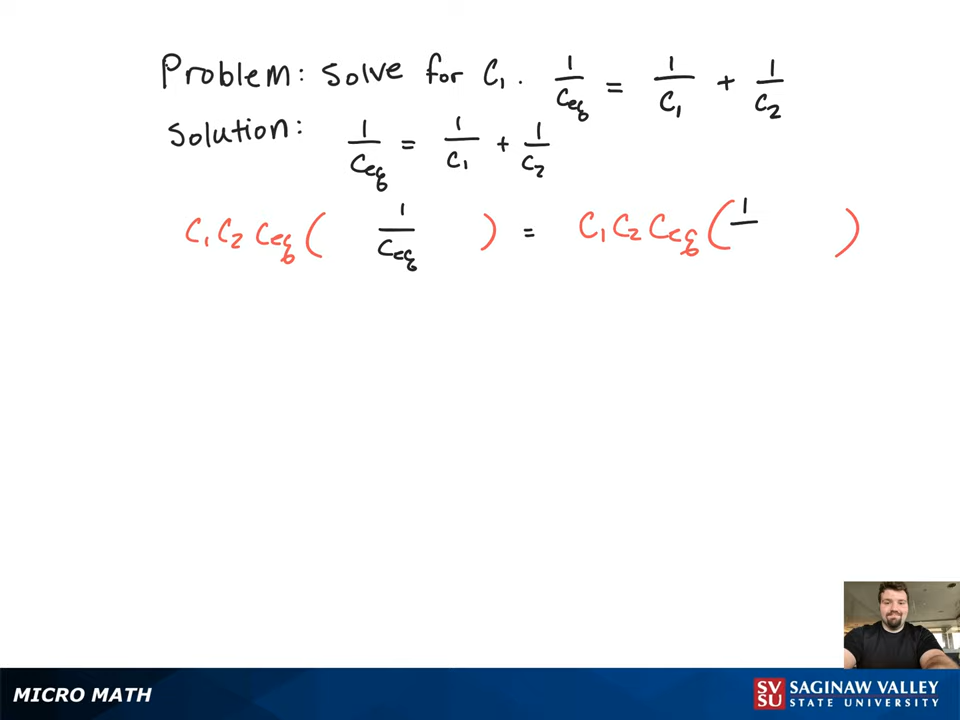 Problem: Solve for C₁. 1/Ceq = 1/C₁ + 1/C₂
Solution: 1/Ceq = 1/C₁ + 1/C₂
C₁C₂Ceq( 1/Ceq ) = C₁C₂Ceq(1/ )
MICRO MATH
SV SU SAGINAW VALLEY
STATE UNIVERSITY